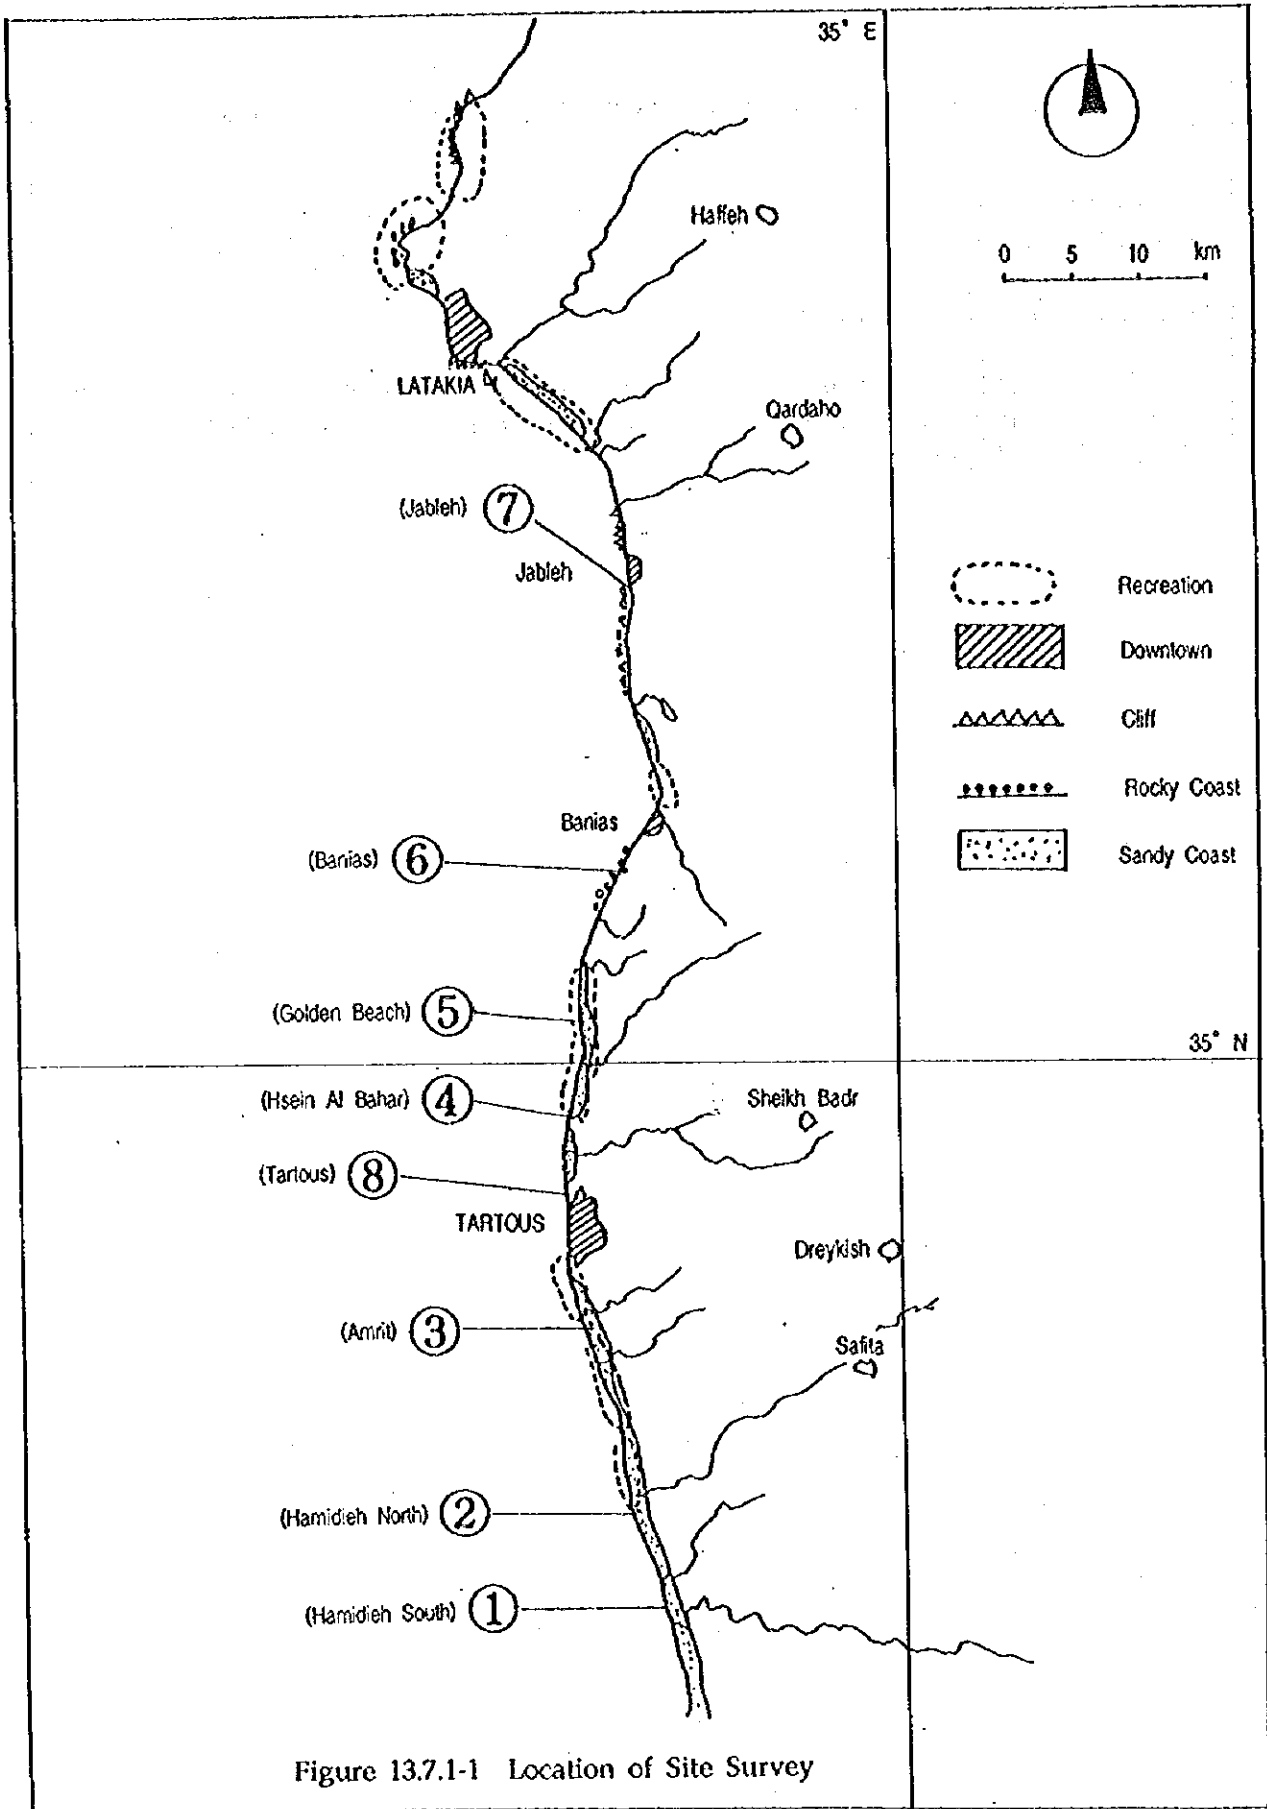 35° E
Haffeh
0 5 10 km
LATAKIA
Qardaho
(Jableh) 7
Jableh
Recreation
Downtown
Cliff
Banias
Rocky Coast
(Banias) 6
Sandy Coast
(Golden Beach) 5
35° N
(Hsein Al Bahar) 4
Sheikh Badr
(Tartous) 8
TARTOUS
Dreykish
(Amrit) 3
Safita
(Hamidieh North) 2
(Hamidieh South) 1
Figure 13.7.1-1 Location of Site Survey